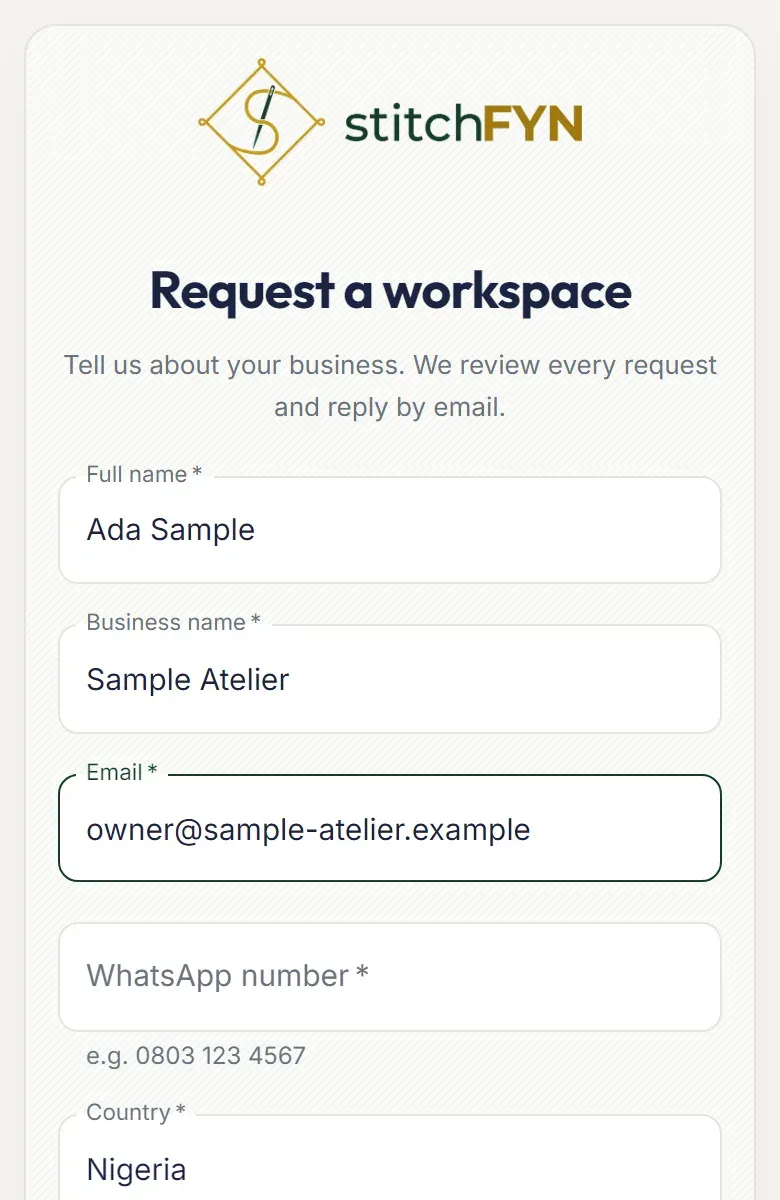 stitchFYN
Request a workspace
Tell us about your business. We review every request
and reply by email.
Full name *
Ada Sample
Business name *
Sample Atelier
Email *
owner@sample-atelier.example
WhatsApp number *
e.g. 0803 123 4567
Country *
Nigeria